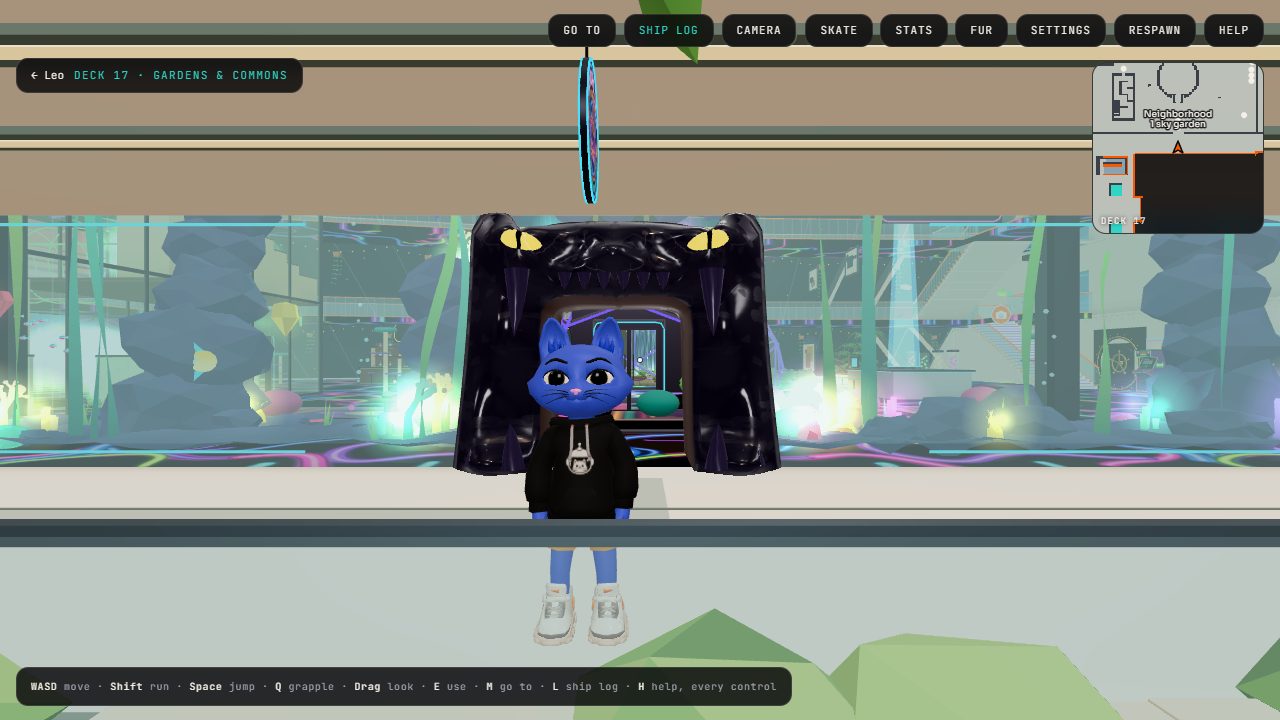 GO TO
SHIP LOG
CAMERA
SKATE
STATS
FUR
SETTINGS
RESPAWN
HELP
← Leo DECK 17 · GARDENS & COMMONS
Neighborhood
1 sky garden
DECK 17
WASD move · Shift run · Space jump · Q grapple · Drag look · E use · M go to · L ship log · H help, every control